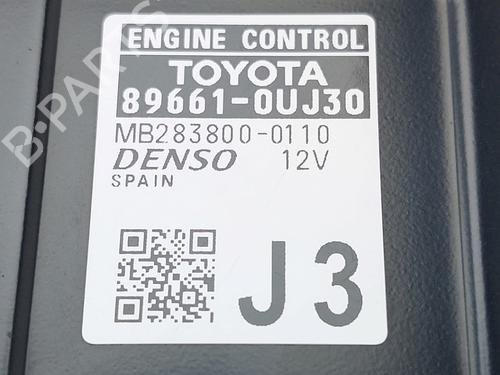 ENGINE CONTROL
TOYOTA
89661-0UJ30
MB283800-0110
DENSO 12V
SPAIN
J3
B-PARTS